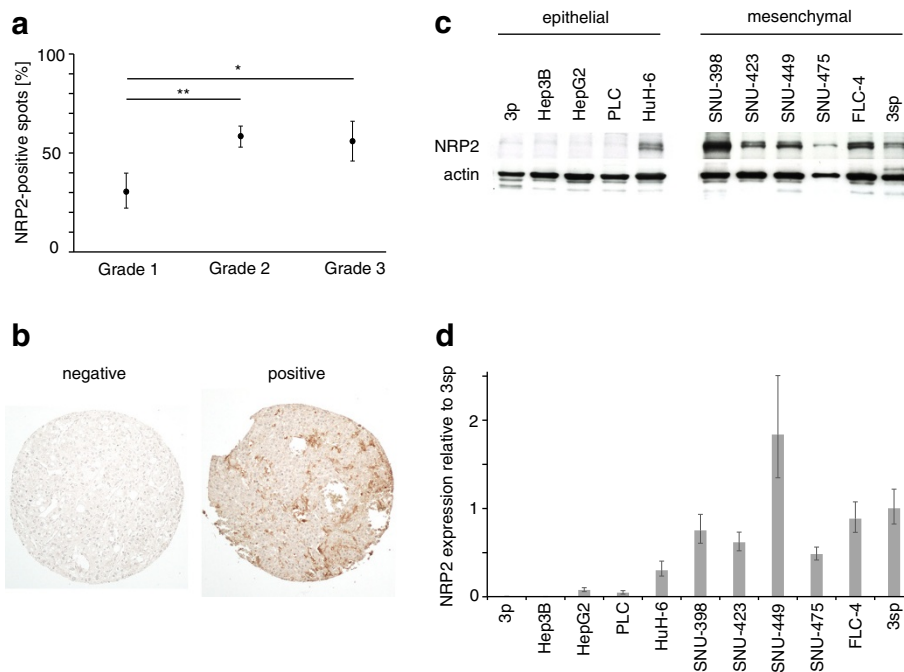 a
NRP2-positive spots [%]
100
50
0
*
**
Grade 1
Grade 2
Grade 3
b
negative
positive
c
epithelial
meschymal
3p
Hep3B
HepG2
PLC
HuH-6
SNU-398
SNU-423
SNU-449
SNU-475
FLC-4
3sp
NRP2
actin
d
NRP2 expression relative to 3sp
2
1
0
3p
Hep3B
HepG2
PLC
HuH-6
SNU-398
SNU-423
SNU-449
SNU-475
FLC-4
3sp